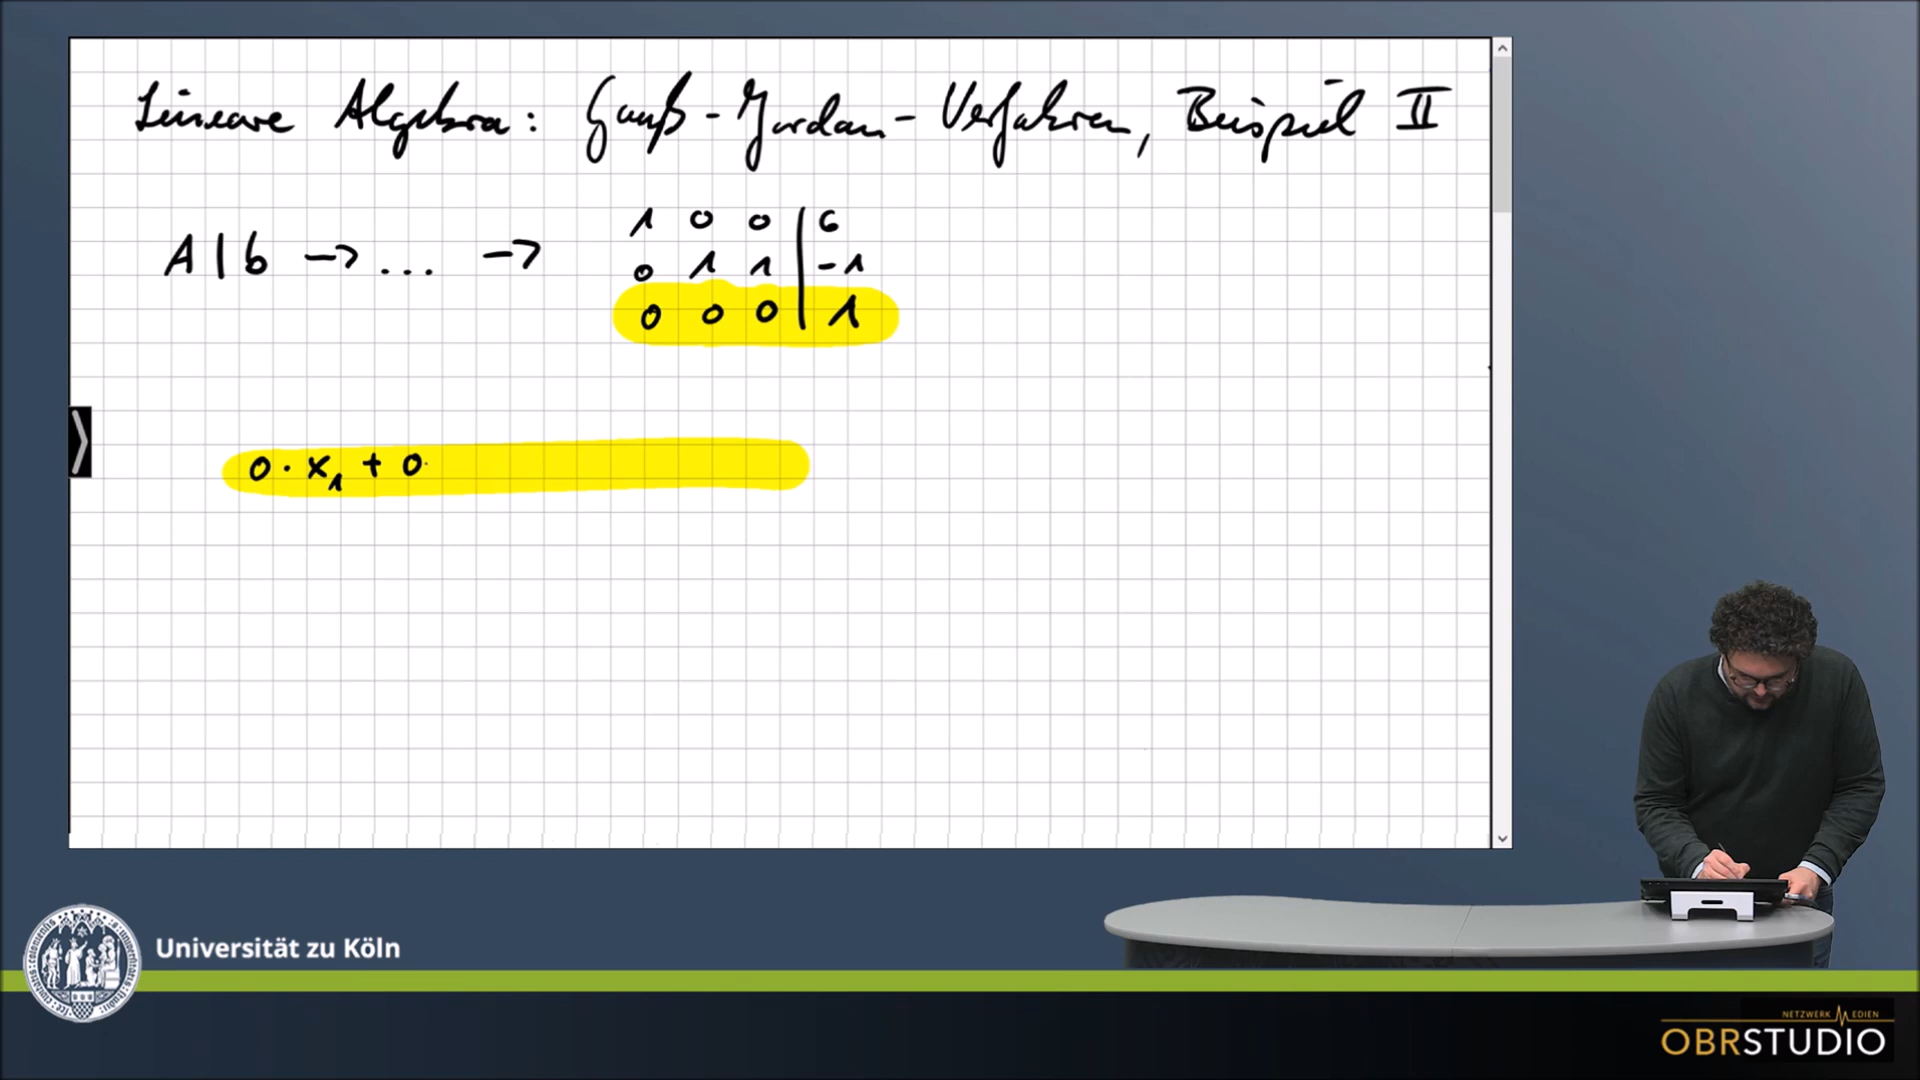 Lineare Algebra: Gauß-Jordan-Verfahren, Beispiel II
1 0 0 | 6
A | b -> ... -> 0 1 1 | -1
0 0 0 | 1
0 · x₁ + 0 ·
Universität zu Köln
NETZWERK MEDIEN
OBRSTUDIO